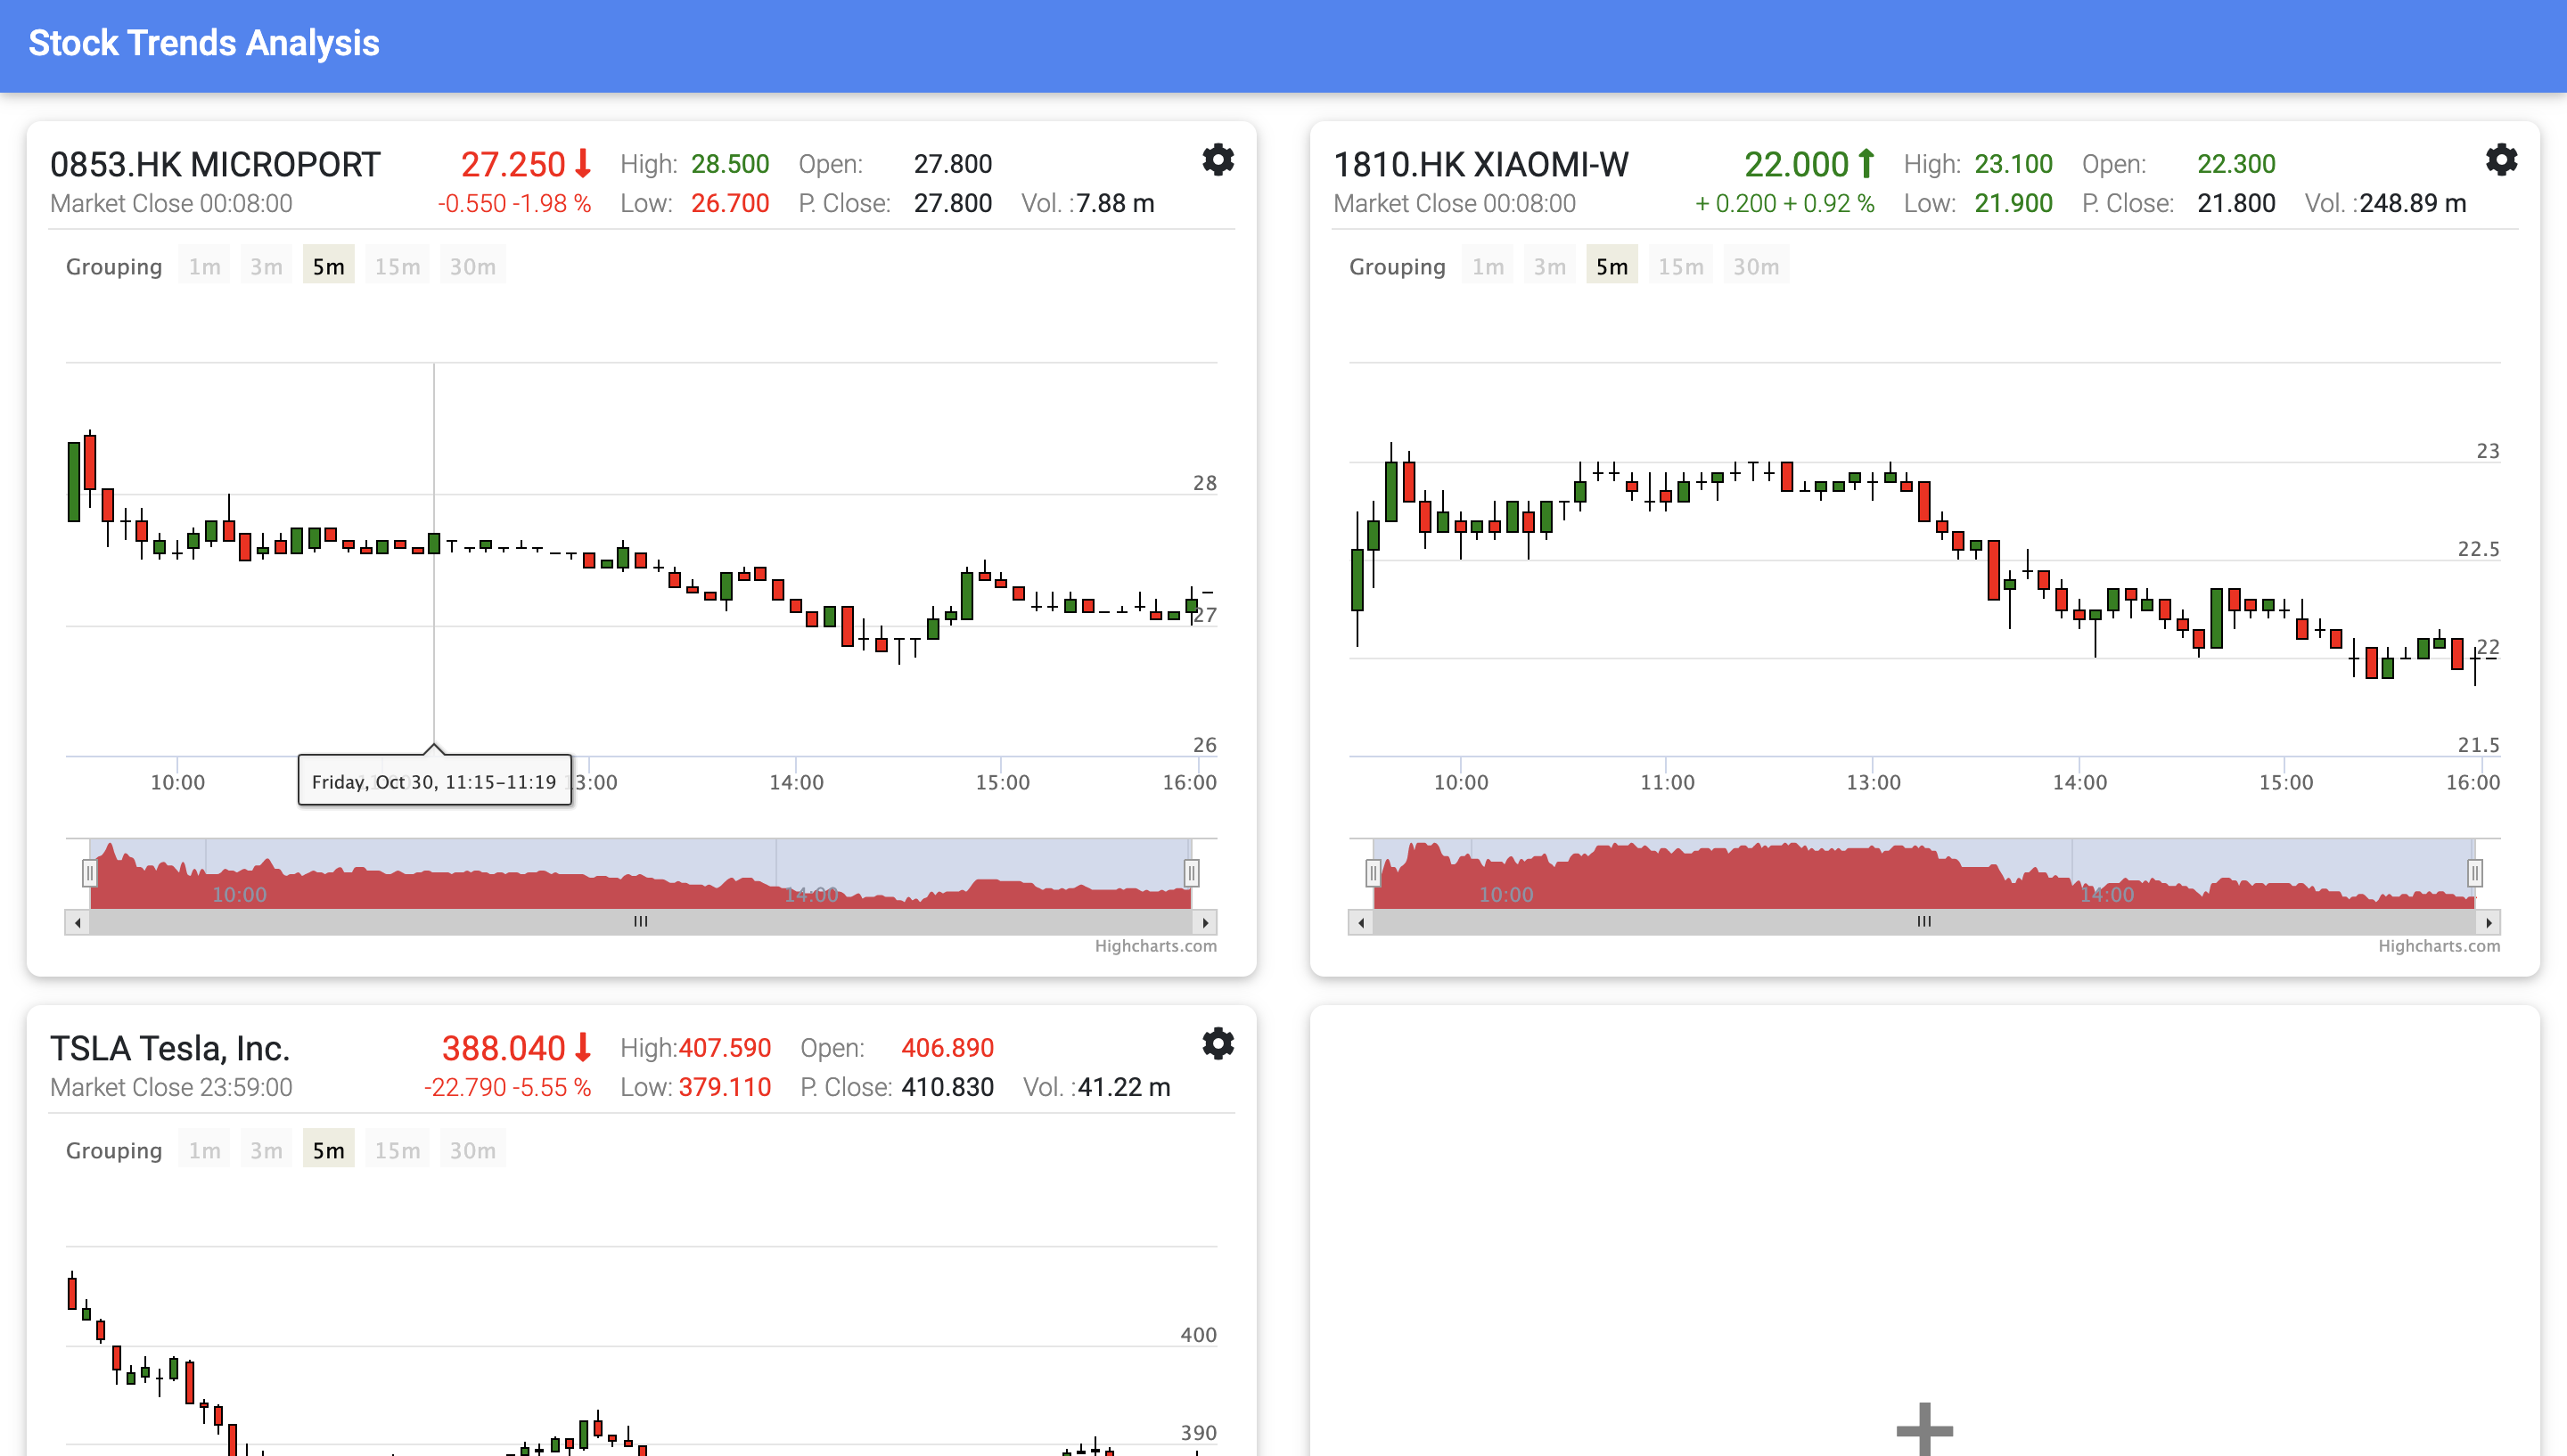 Stock Trends Analysis
0853.HK MICROPORT 27.250 High: 28.500 Open: 27.800
Market Close 00:08:00 -0.550 -1.98 % Low: 26.700 P. Close: 27.800 Vol. :7.88 m
Grouping 1m 3m 5m 15m 30m
28
27
26
10:00 13:00 14:00 15:00 16:00
Friday, Oct 30, 11:15–11:19
10:00 14:00
Highcharts.com
1810.HK XIAOMI-W 22.000 High: 23.100 Open: 22.300
Market Close 00:08:00 + 0.200 + 0.92 % Low: 21.900 P. Close: 21.800 Vol. :248.89 m
Grouping 1m 3m 5m 15m 30m
23
22.5
22
21.5
10:00 11:00 13:00 14:00 15:00 16:00
10:00 14:00
Highcharts.com
TSLA Tesla, Inc. 388.040 High:407.590 Open: 406.890
Market Close 23:59:00 -22.790 -5.55 % Low: 379.110 P. Close: 410.830 Vol. :41.22 m
Grouping 1m 3m 5m 15m 30m
400
390